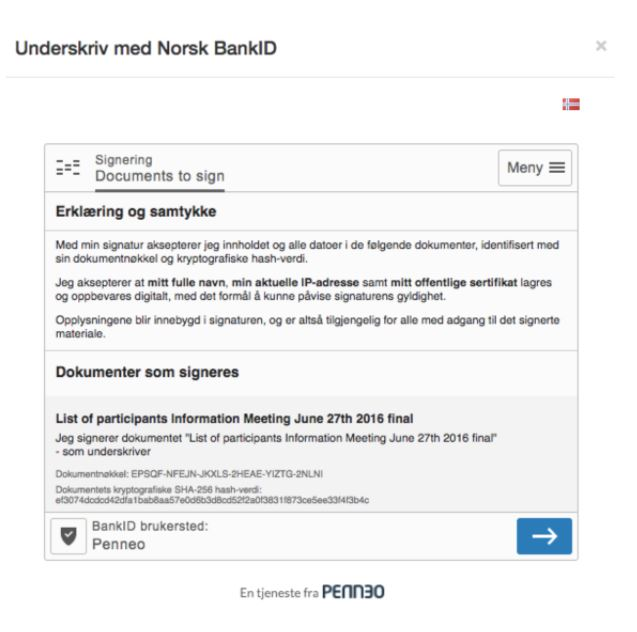 Underskriv med Norsk BankID
×
Signering
Documents to sign
Meny
Erklæring og samtykke
Med min signatur aksepterer jeg innholdet og alle datoer i de følgende dokumenter, identifisert med
sin dokumentnøkkel og kryptografiske hash-verdi.
Jeg aksepterer at mitt fulle navn, min aktuelle IP-adresse samt mitt offentlige sertifikat lagres
og oppbevares digitalt, med det formål å kunne påvise signaturens gyldighet.
Opplysningene blir innebygd i signaturen, og er altså tilgjengelig for alle med adgang til det signerte
materiale.
Dokumenter som signeres
List of participants Information Meeting June 27th 2016 final
Jeg signerer dokumentet "List of participants Information Meeting June 27th 2016 final"
- som underskriver
Dokumentnøkkel: EPSQF-NFEJN-JKXLS-2HEAE-YIZTG-2NLNI
Dokumentets kryptografiske SHA-256 hash-verdi:
BankID brukersted:
Penneo
En tjeneste fra PENNEO